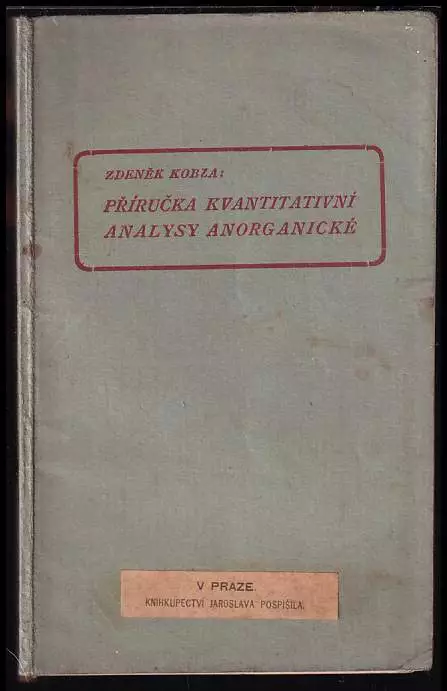 ZDENĚK KOBZA:
PŘÍRUČKA KVANTITATIVNÍ
ANALYSY ANORGANICKÉ
V PRAZE.
KNIHKUPECTVÍ JAROSLAVA POSPÍŠILA.